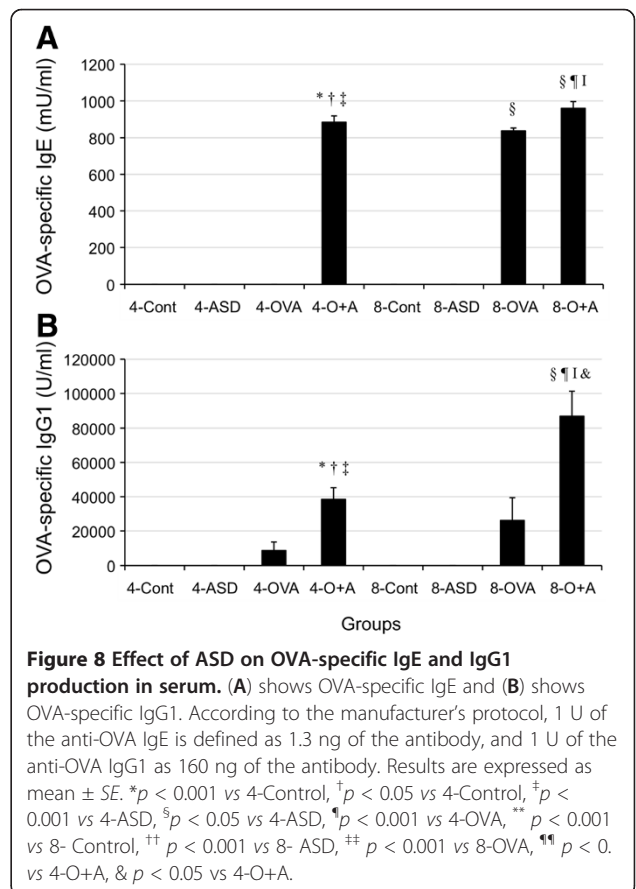 A
OVA-specific IgE (mU/ml)
1200
1000
800
600
400
200
0
* † ‡
§
§ ¶ I
4-Cont 4-ASD 4-OVA 4-O+A 8-Cont 8-ASD 8-OVA 8-O+A
B
OVA-specific IgG1 (U/ml)
120000
100000
80000
60000
40000
20000
0
* † ‡
§ ¶ I &
4-Cont 4-ASD 4-OVA 4-O+A 8-Cont 8-ASD 8-OVA 8-O+A
Groups
Figure 8 Effect of ASD on OVA-specific IgE and IgG1
production in serum. (A) shows OVA-specific IgE and (B) shows
OVA-specific IgG1. According to the manufacturer's protocol, 1 U of
the anti-OVA IgE is defined as 1.3 ng of the antibody, and 1 U of the
anti-OVA IgG1 as 160 ng of the antibody. Results are expressed as
mean ± SE. *p < 0.001 vs 4-Control, †p < 0.05 vs 4-Control, ‡p <
0.001 vs 4-ASD, §p < 0.05 vs 4-ASD, ¶p < 0.001 vs 4-OVA, ** p < 0.001
vs 8- Control, †† p < 0.001 vs 8- ASD, ‡‡ p < 0.001 vs 8-OVA, ¶¶ p < 0.
vs 4-O+A, & p < 0.05 vs 4-O+A.